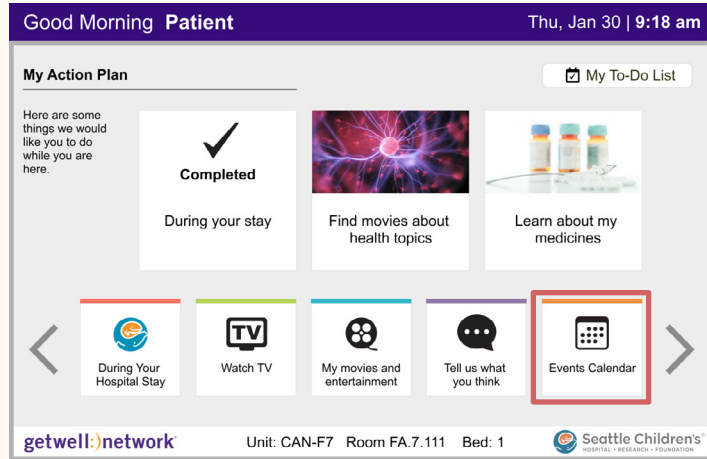 Good Morning Patient
Thu, Jan 30 | 9:18 am
My Action Plan
My To-Do List
Here are some
things we would
like you to do
while you are
here.
Completed
During your stay
Find movies about
health topics
Learn about my
medicines
During Your
Hospital Stay
TV
Watch TV
My movies and
entertainment
Tell us what
you think
Events Calendar
getwell:)network
Unit: CAN-F7 Room FA.7.111 Bed: 1
Seattle Children's®
HOSPITAL • RESEARCH • FOUNDATION